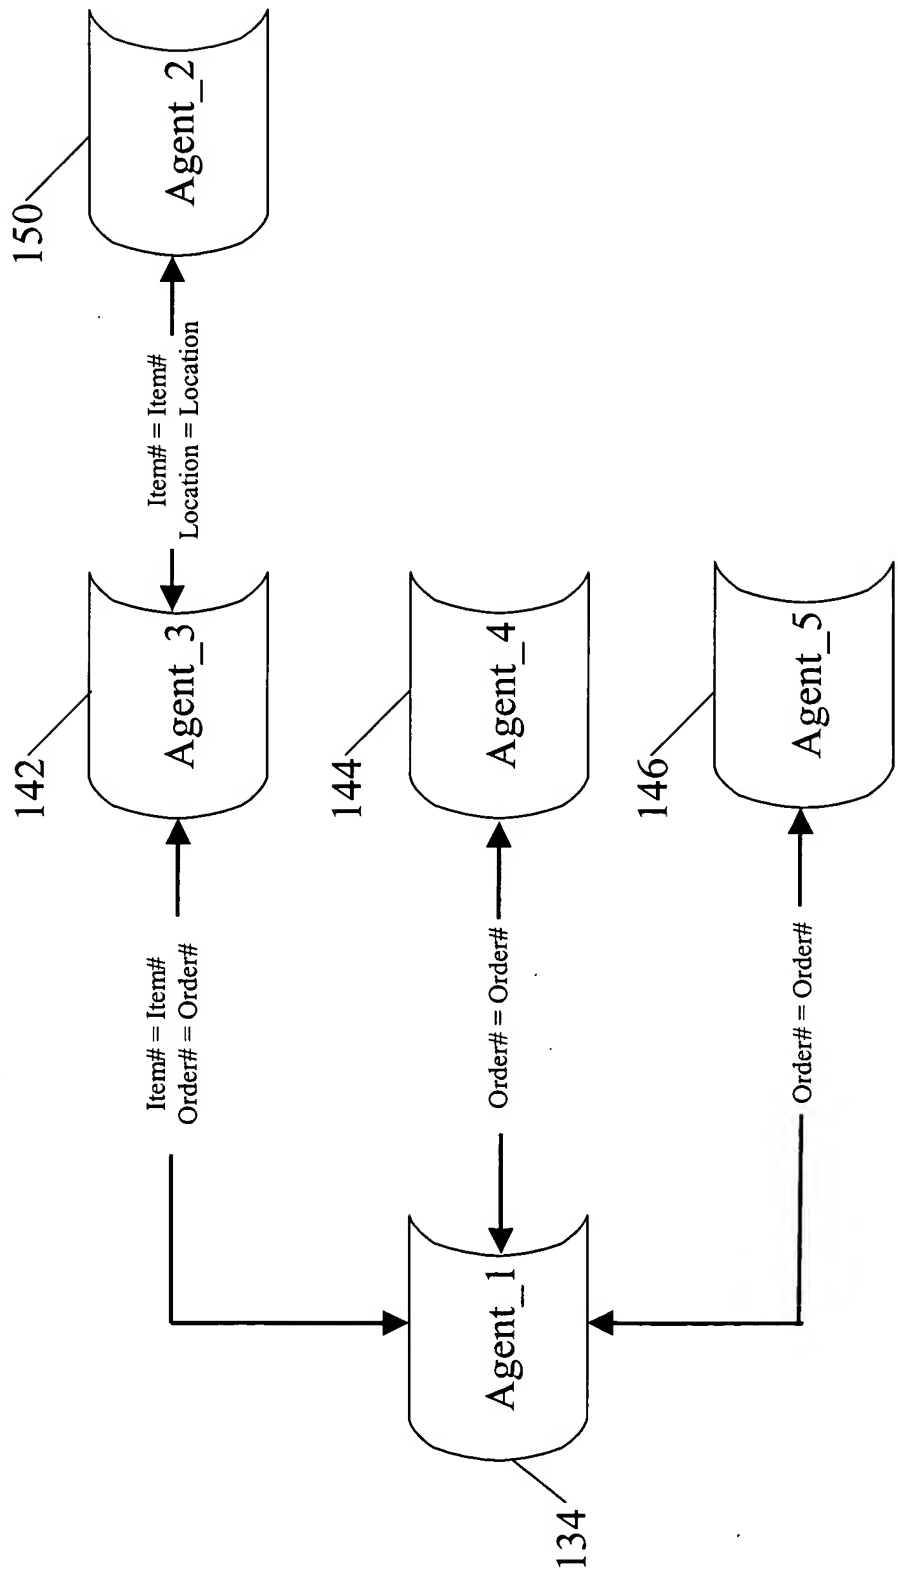 150
Agent_2
Item# = Item#
Location = Location
142
Agent_3
144
Agent_4
146
Agent_5
Item# = Item#
Order# = Order#
Order# = Order#
Order# = Order#
Agent_1
134